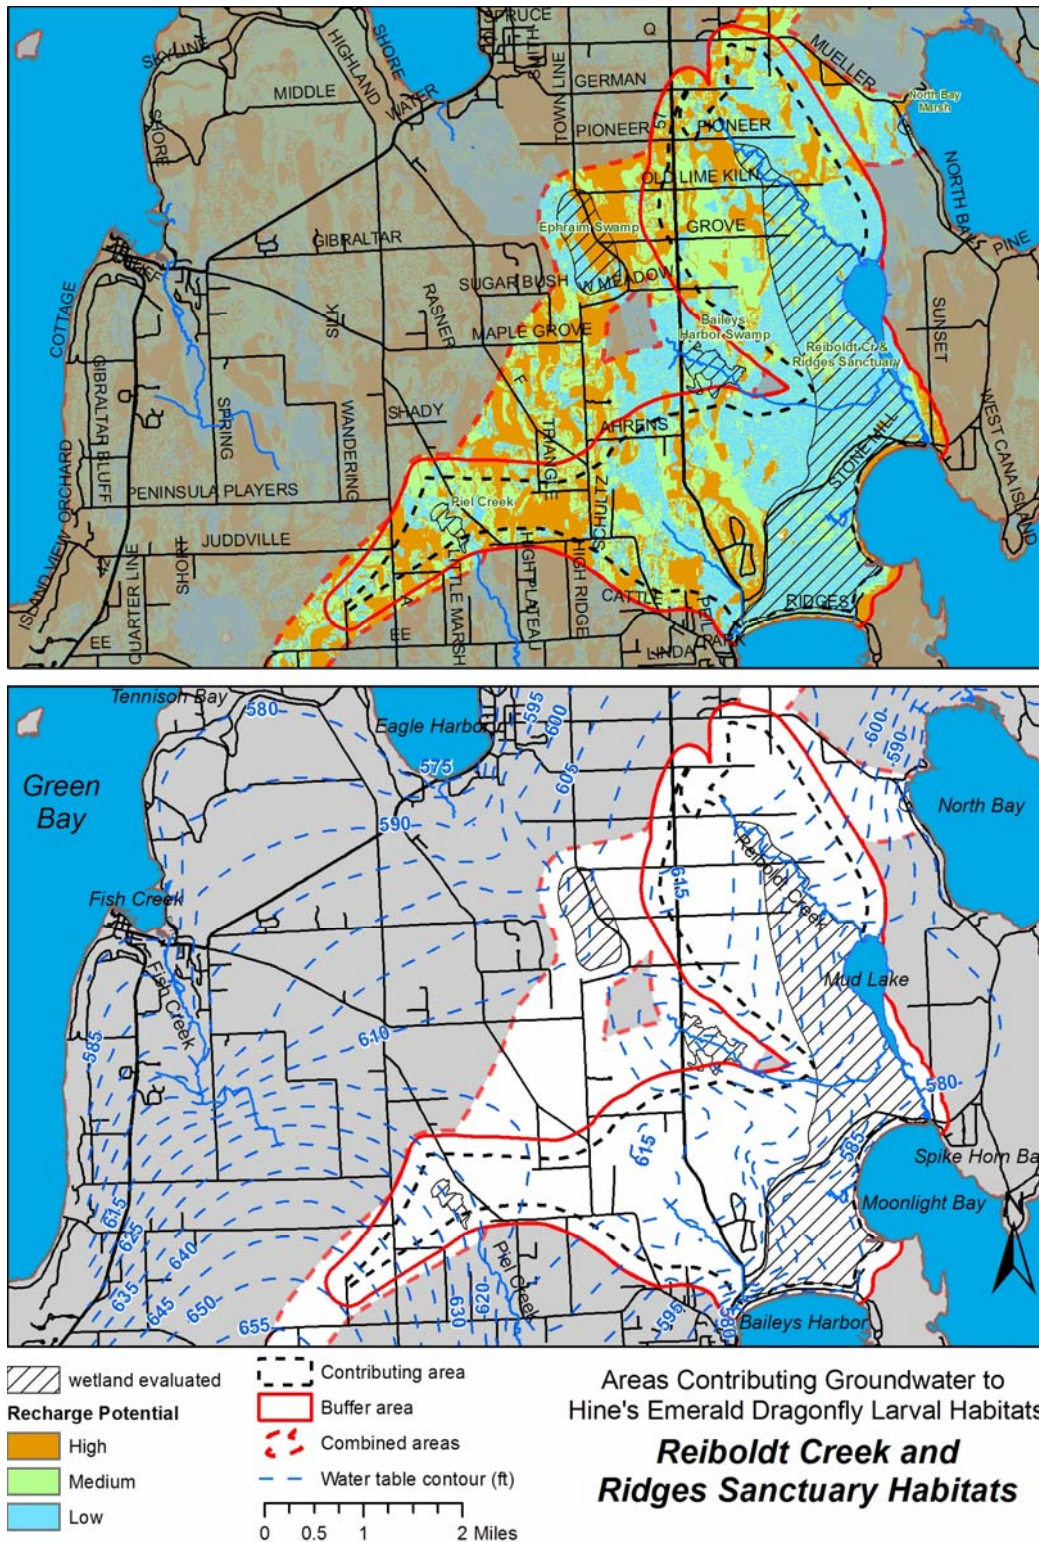 SPRUCE
SKYLINE
HIGHLAND
SHORE
SMITH
Q
MUELLER
MIDDLE
WATER
TOWN LINE
GERMAN
North Bay
Marsh
SHORE
PIONEER
57
PIONEER
Q
OLD LIME KILN
NORTH BAY
Ephraim Swamp
GROVE
GIBRALTAR
PINE
COTTAGE
SUGAR BUSH
W MEADOW
SISK
RASNER
MAPLE GROVE
Baileys
Harbor Swamp
SUNSET
Reiboldt Cr &
Ridges Sanctuary
GIBRALTAR BLUFF
F
SPRING
WANDERING
SHADY
TRIANGLE
AHRENS
STONE MILL
WEST CANA ISLAND
ISLAND VIEW
ORCHARD
PENINSULA PLAYERS
Piel Creek
SCHULTZ
JUDDVILLE
SHORT
42
QUARTER LINE
LITTLE MARSH
HIGH PLATEAU
HIGH RIDGE
CATTLE
A
RIDGES
EE
EE
PEIL
PARK
LINDA
Tennison Bay
580
Eagle Harbor
595
600
600
590
Green
Bay
575
605
North Bay
590
Fish Creek
615
Reiboldt Creek
Fish Creek
Mud Lake
585
610
580
615
585
Spike Horn Ba
Moonlight Bay
615
625
640
635
645
650
655
Piel Creek
630
620
595
585
Baileys Harbor
wetland evaluated
Recharge Potential
High
Medium
Low
Contributing area
Buffer area
Combined areas
Water table contour (ft)
0 0.5 1 2 Miles
Areas Contributing Groundwater to
Hine's Emerald Dragonfly Larval Habitats
Reiboldt Creek and
Ridges Sanctuary Habitats